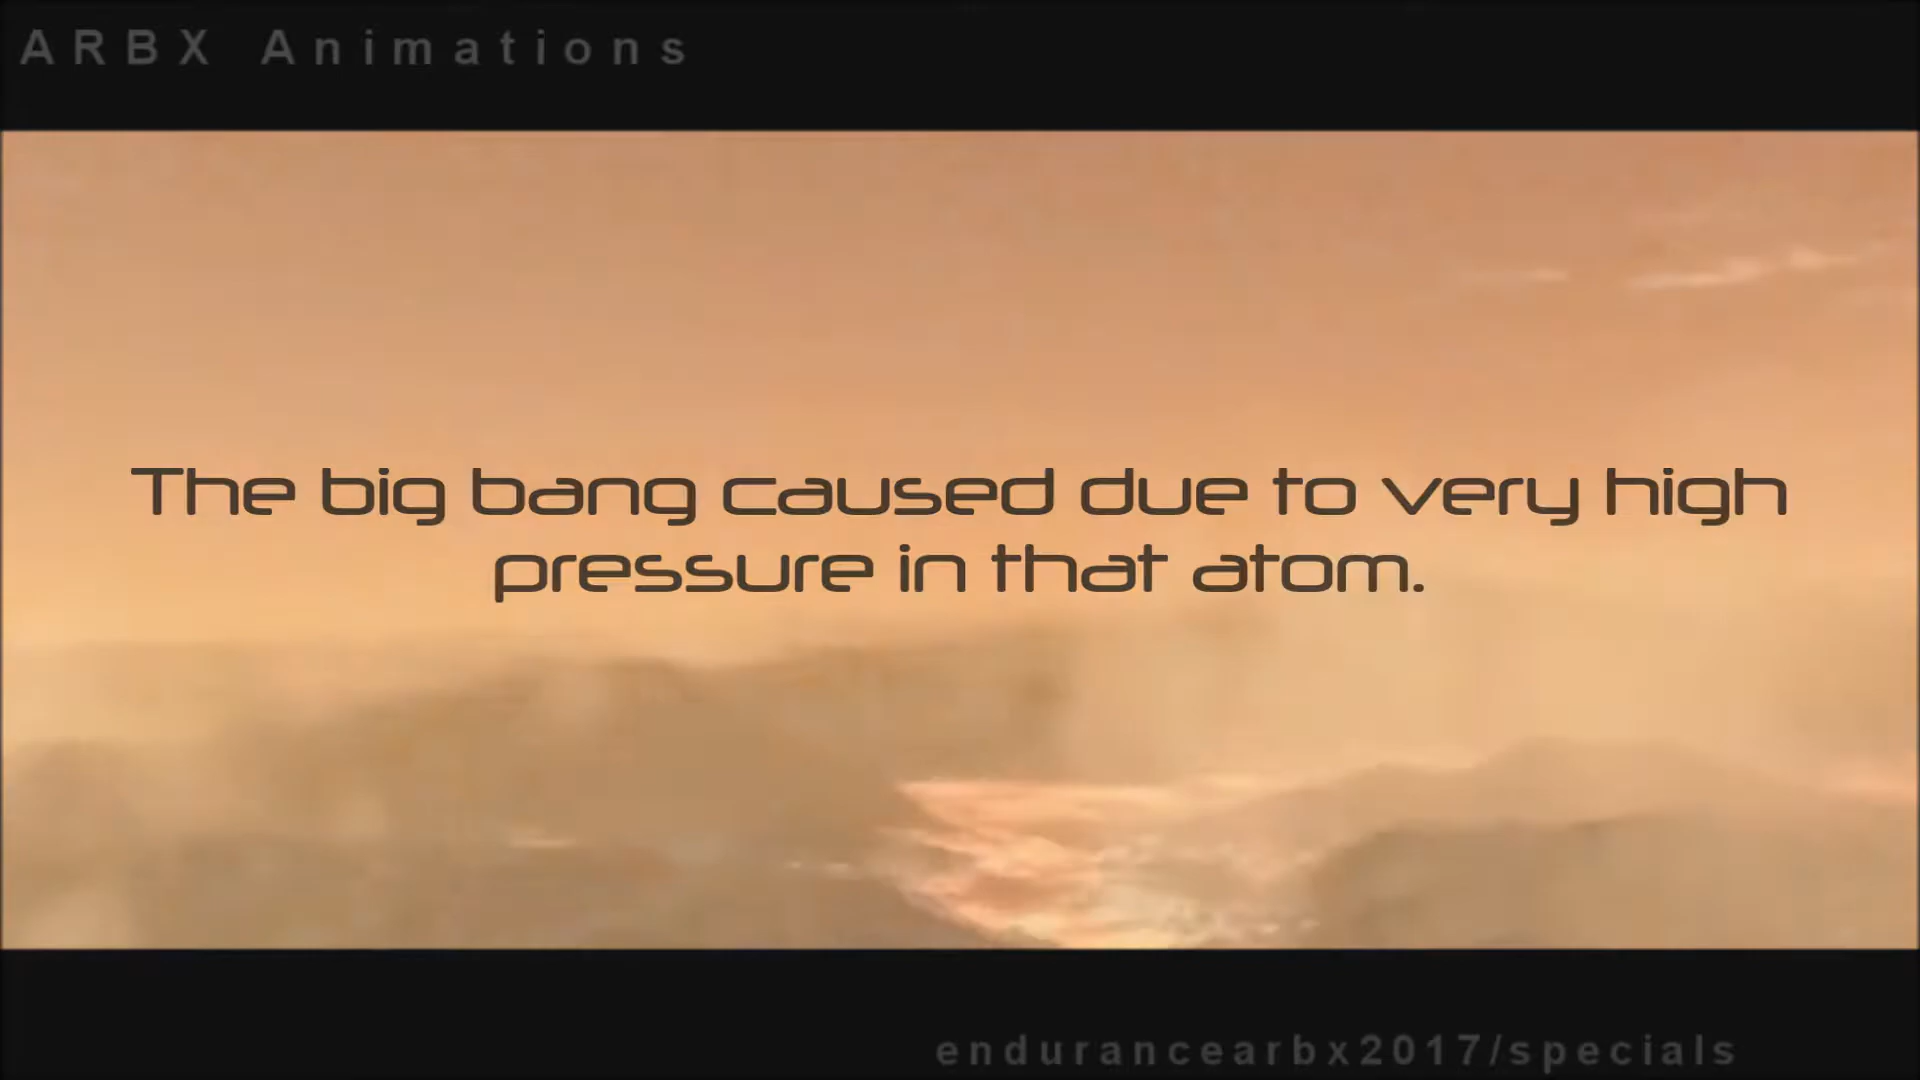 ARBX Animations
The big bang caused due to very high
pressure in that atom.
endurancearbx2017/specials